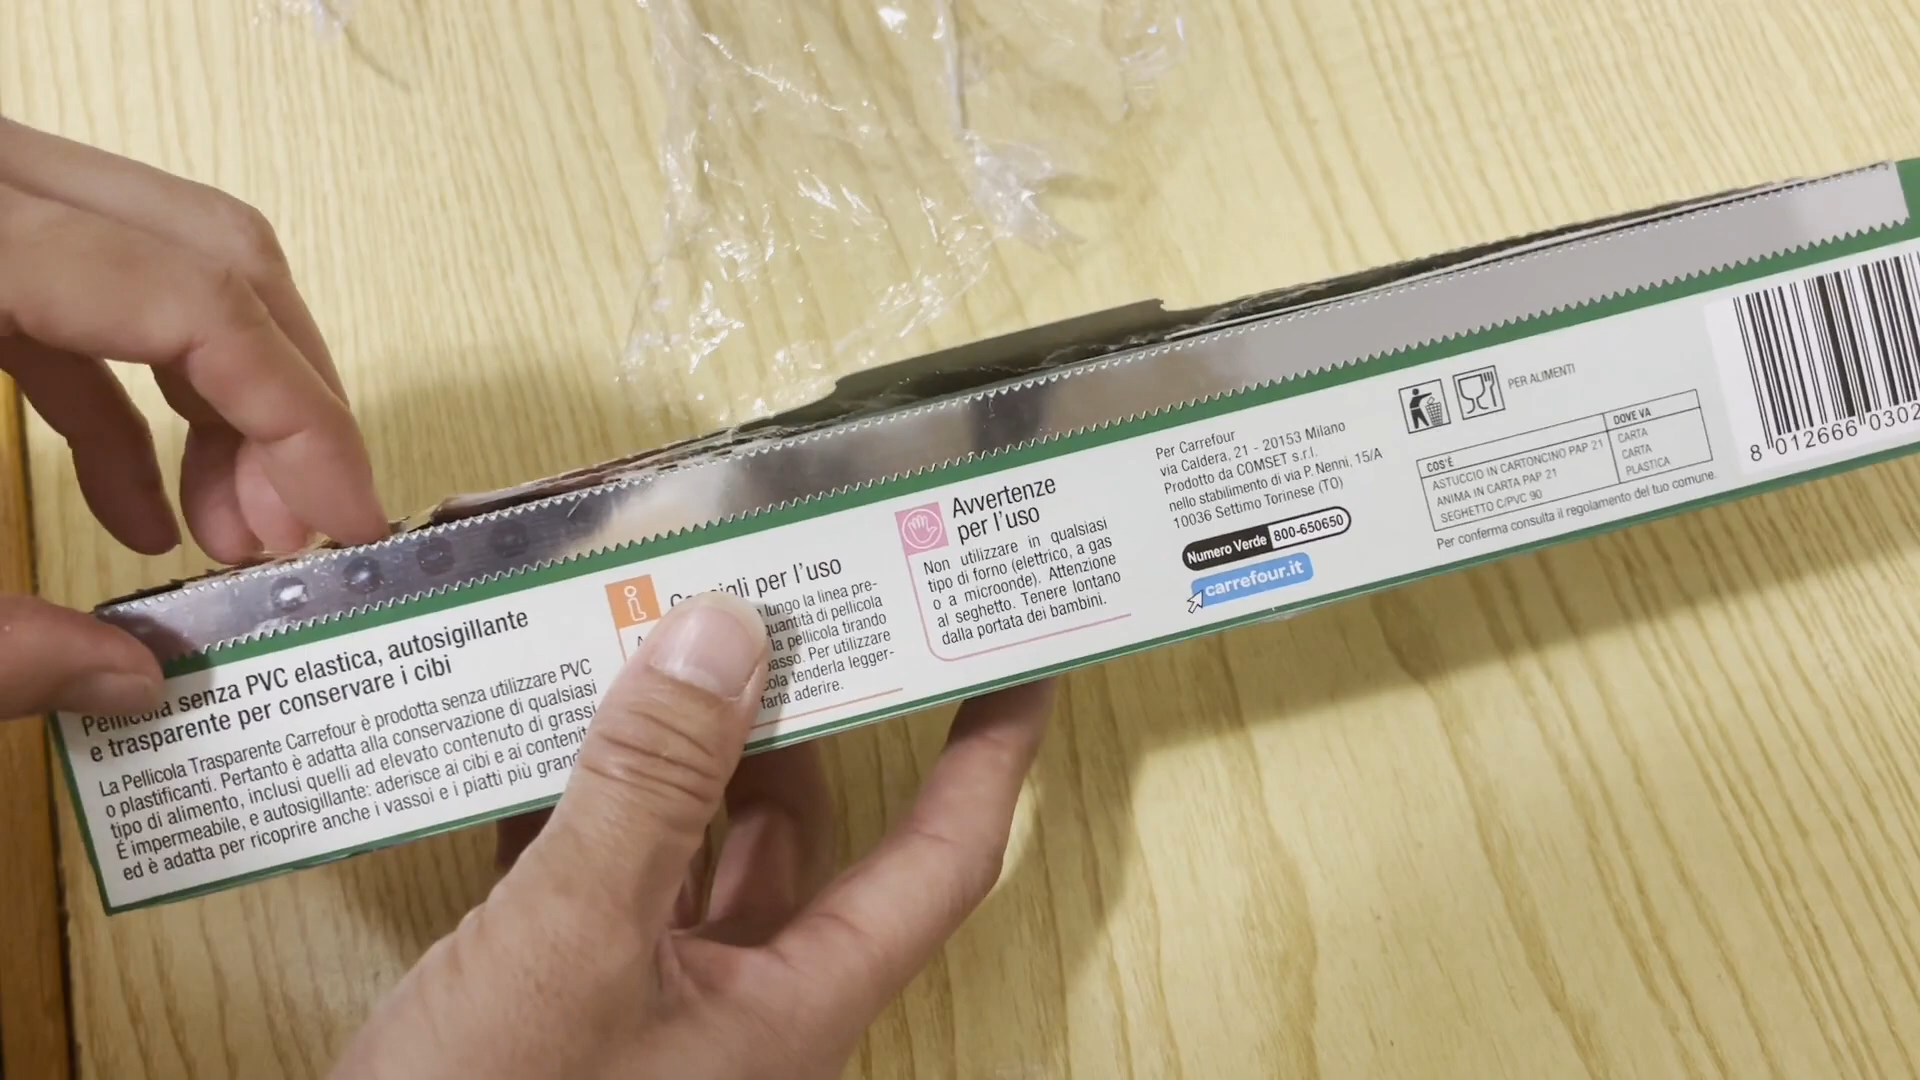 senza PVC elastica, autosigillante
e trasparente per conservare i cibi
La Pellicola Trasparente Carrefour è prodotta senza utilizzare PVC
o plastificanti. Pertanto è adatta alla conservazione di qualsiasi
tipo di alimento, inclusi quelli ad elevato contenuto di grassi
É impermeabile, e autosigillante: aderisce ai cibi e ai
ed è adatta per ricoprire anche i vassoi e i piatti più
per l'uso
lungo la linea pre-
quantità di pellicola
la pellicola tirando
Per utilizzare
tenderla legger-
farla aderire.
Avvertenze
per l'uso
Non utilizzare in qualsiasi
tipo di forno (elettrico, a gas
o a microonde). Attenzione
al seghetto. Tenere lontano
dalla portata dei bambini.
Per Carrefour
via Caldera, 21 - 20153 Milano
Prodotto da COMSET s.r.l.
nello stabilimento di via P. Nenni, 15/A
10036 Settimo Torinese (TO)
Numero Verde 800-650650
carrefour.it
PER ALIMENTI
COS'È DOVE VA
ASTUCCIO IN CARTONCINO PAP 21 CARTA
ANIMA IN CARTA PAP 21 CARTA
SEGHETTO C/PVC 90 PLASTICA
Per conferma consulta il regolamento del tuo comune.
8 012666 0302